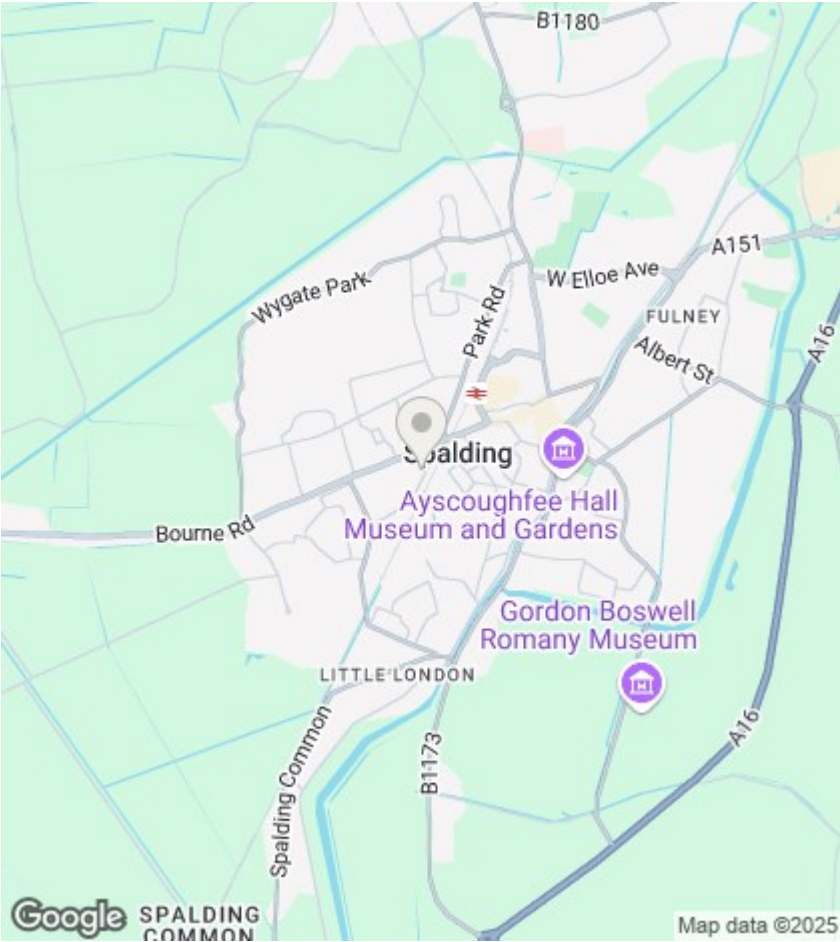 B1180
A151
W Elloe Ave
Wygate Park
Park Rd
FULNEY
A16
Albert St
Spalding
Ayscoughfee Hall
Museum and Gardens
Bourne Rd
Gordon Boswell
Romany Museum
LITTLE LONDON
A16
B1173
Spalding Common
Google
SPALDING
COMMON
Map data ©2025